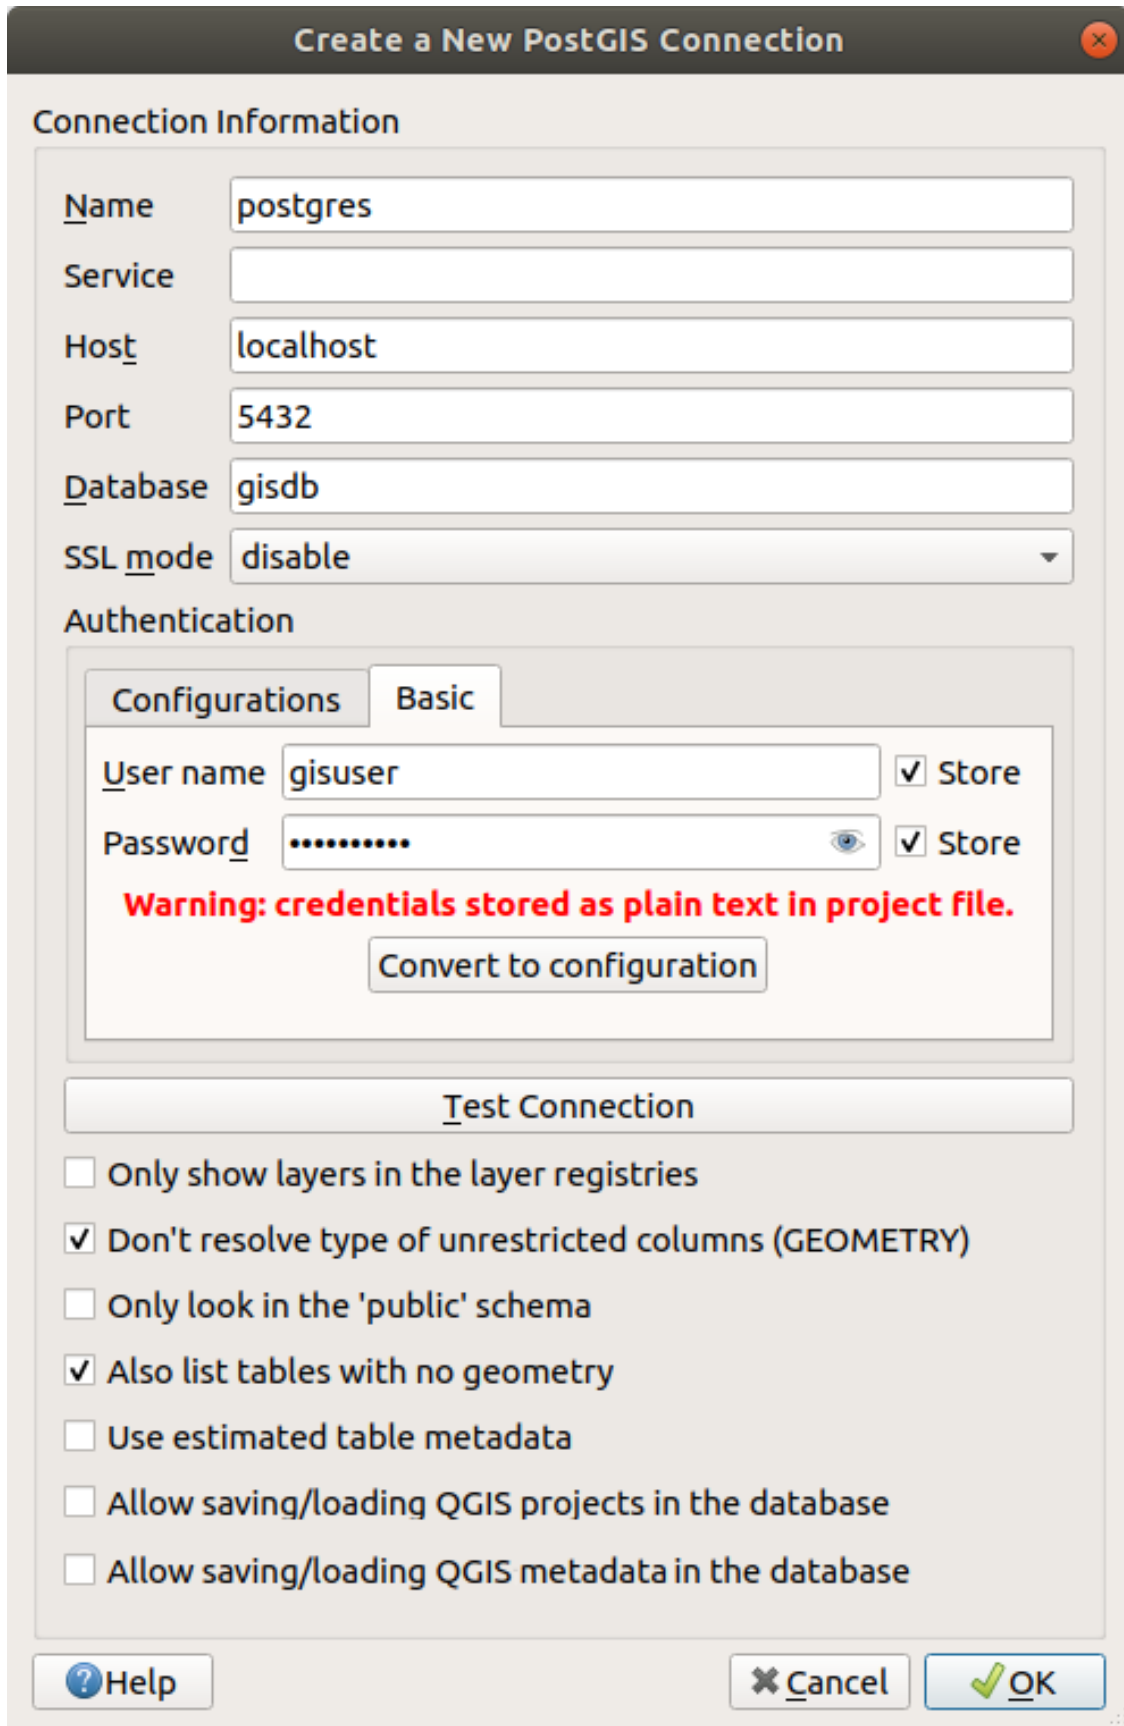 Create a New PostGIS Connection
Connection Information
Name postgres
Service
Host localhost
Port 5432
Database gisdb
SSL mode disable
Authentication
Configurations Basic
User name gisuser Store
Password •••••••••• Store
Warning: credentials stored as plain text in project file.
Convert to configuration
Test Connection
Only show layers in the layer registries
Don't resolve type of unrestricted columns (GEOMETRY)
Only look in the 'public' schema
Also list tables with no geometry
Use estimated table metadata
Allow saving/loading QGIS projects in the database
Allow saving/loading QGIS metadata in the database
Help Cancel OK